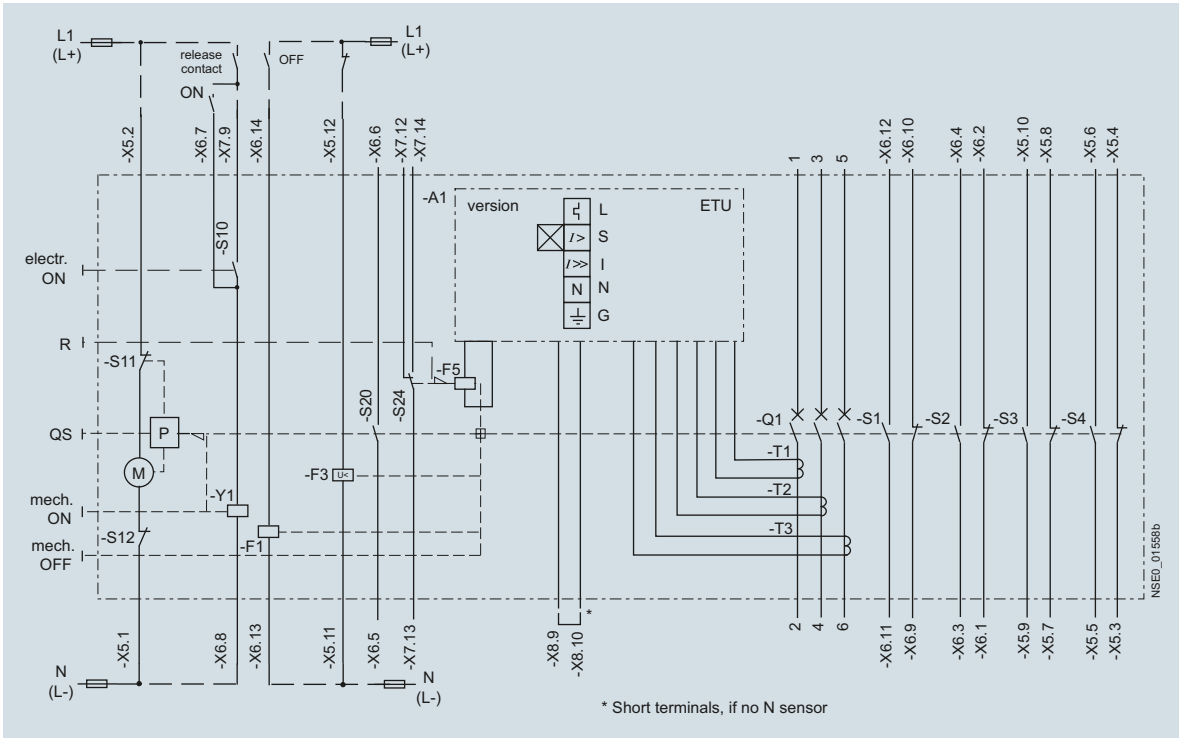 L1
(L+)
release
contact
ON
OFF
L1
(L+)
-X5.2
-X6.7
-X7.9
-X6.14
-X5.12
-X6.6
-X7.12
-X7.14
1
3
5
-X6.12
-X6.10
-X6.4
-X6.2
-X5.10
-X5.8
-X5.6
-X5.4
-A1
version
ETU
L
I> S
I>> I
N N
G
-S10
electr.
ON
R
-S11
-F5
-S20
-S24
QS
P
M
-Q1
-S1
-S2
-S3
-S4
-T1
-F3
U<
-T2
mech.
ON
-Y1
-T3
-S12
-F1
mech.
OFF
NSE0_01558b
-X5.1
-X6.8
-X6.13
-X5.11
-X6.5
-X7.13
-X8.9
-X8.10
*
2
4
6
-X6.11
-X6.9
-X6.3
-X6.1
-X5.9
-X5.7
-X5.5
-X5.3
N
(L-)
N
(L-)
* Short terminals, if no N sensor